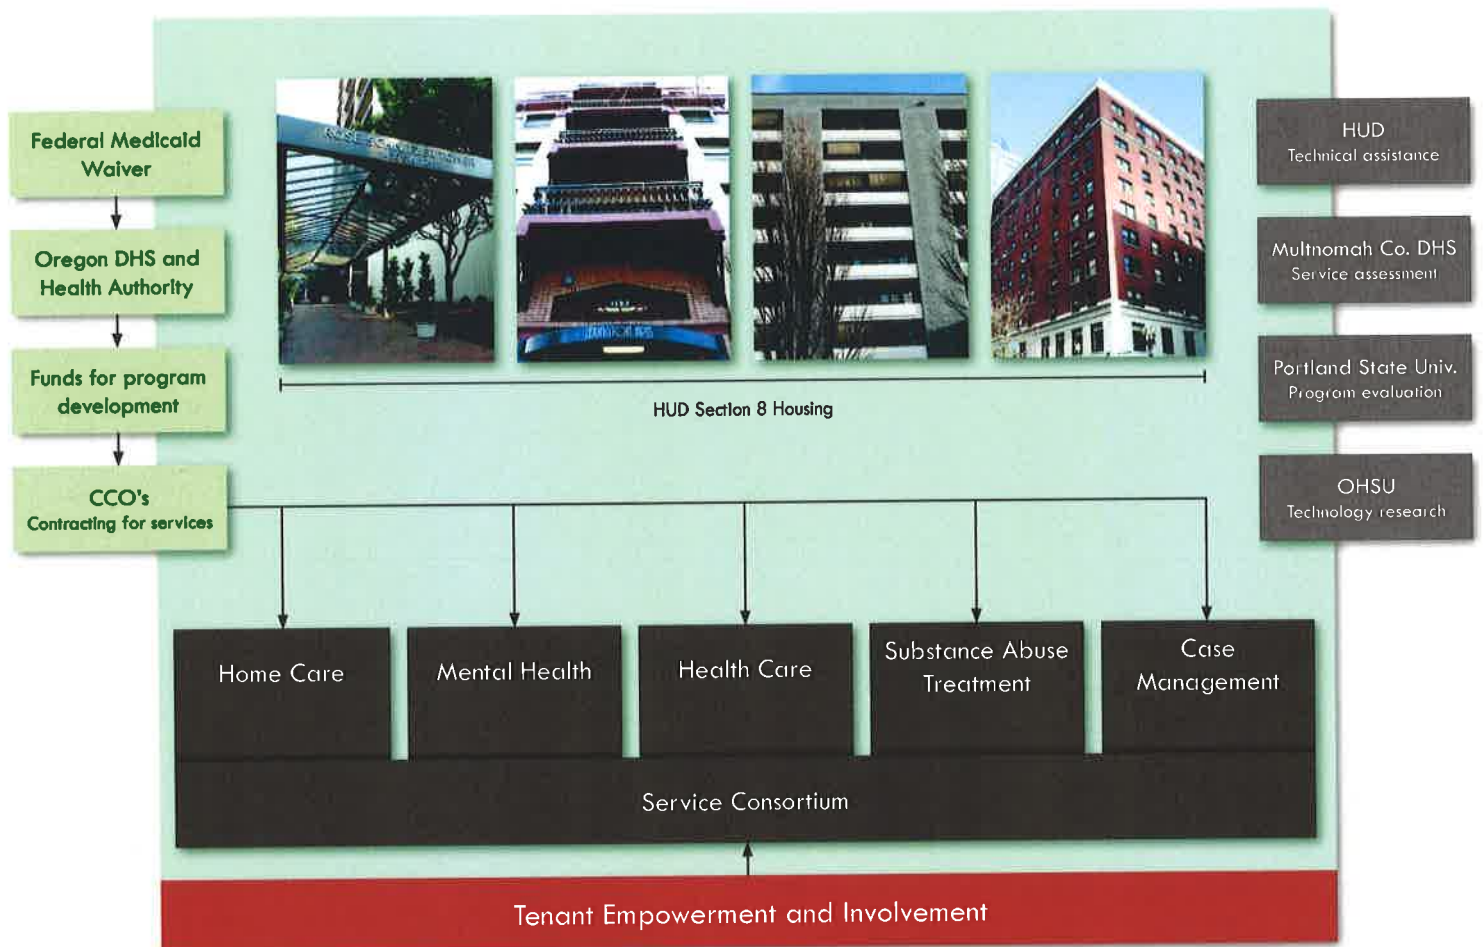 Federal Medicaid
Waiver
Oregon DHS and
Health Authority
Funds for program
development
CCO's
Contracting for services
HUD Section 8 Housing
HUD
Technical assistance
Multnomah Co. DHS
Service assessment
Portland State Univ.
Program evaluation
OHSU
Technology research
Home Care
Mental Health
Health Care
Substance Abuse
Treatment
Case
Management
Service Consortium
Tenant Empowerment and Involvement